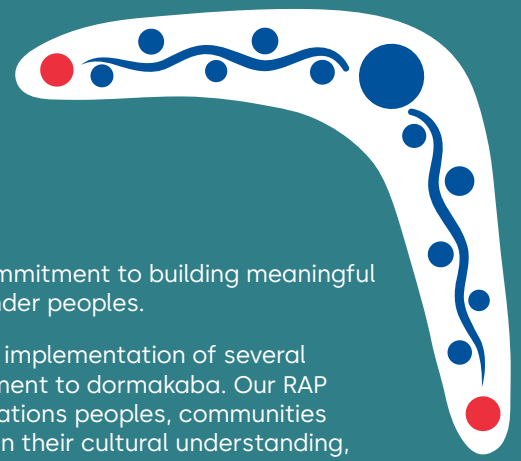 mmitment to building meaningful
nder peoples.
implementation of several
ment to dormakaba. Our RAP
ations peoples, communities
n their cultural understanding,